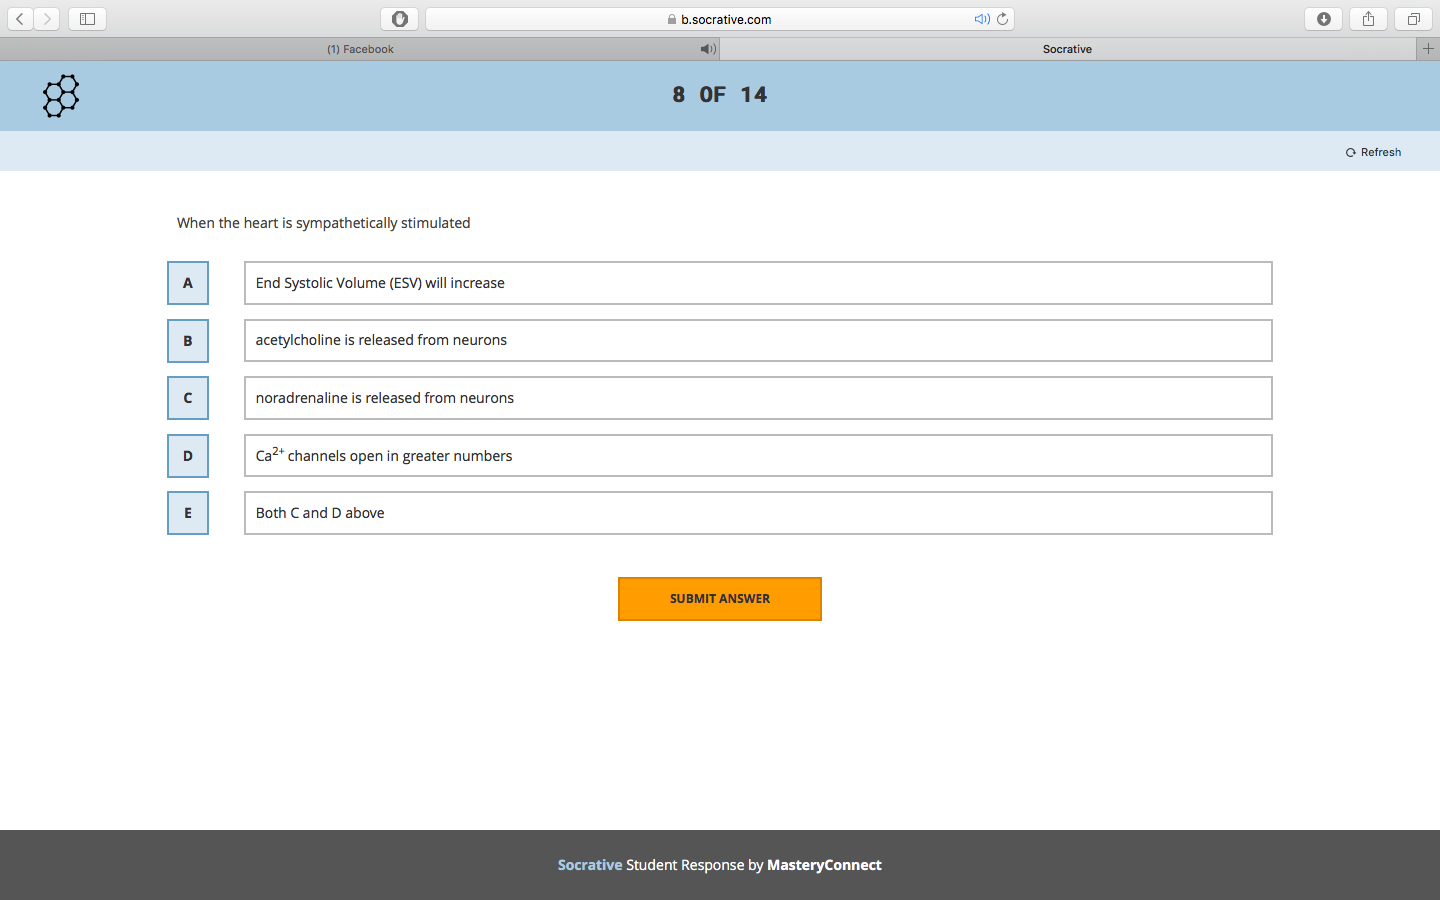 b.socrative.com
(1) Facebook
Socrative
8 OF 14
Refresh
When the heart is sympathetically stimulated
A
End Systolic Volume (ESV) will increase
B
acetylcholine is released from neurons
C
noradrenaline is released from neurons
D
Ca²⁺ channels open in greater numbers
E
Both C and D above
SUBMIT ANSWER
Socrative Student Response by MasteryConnect